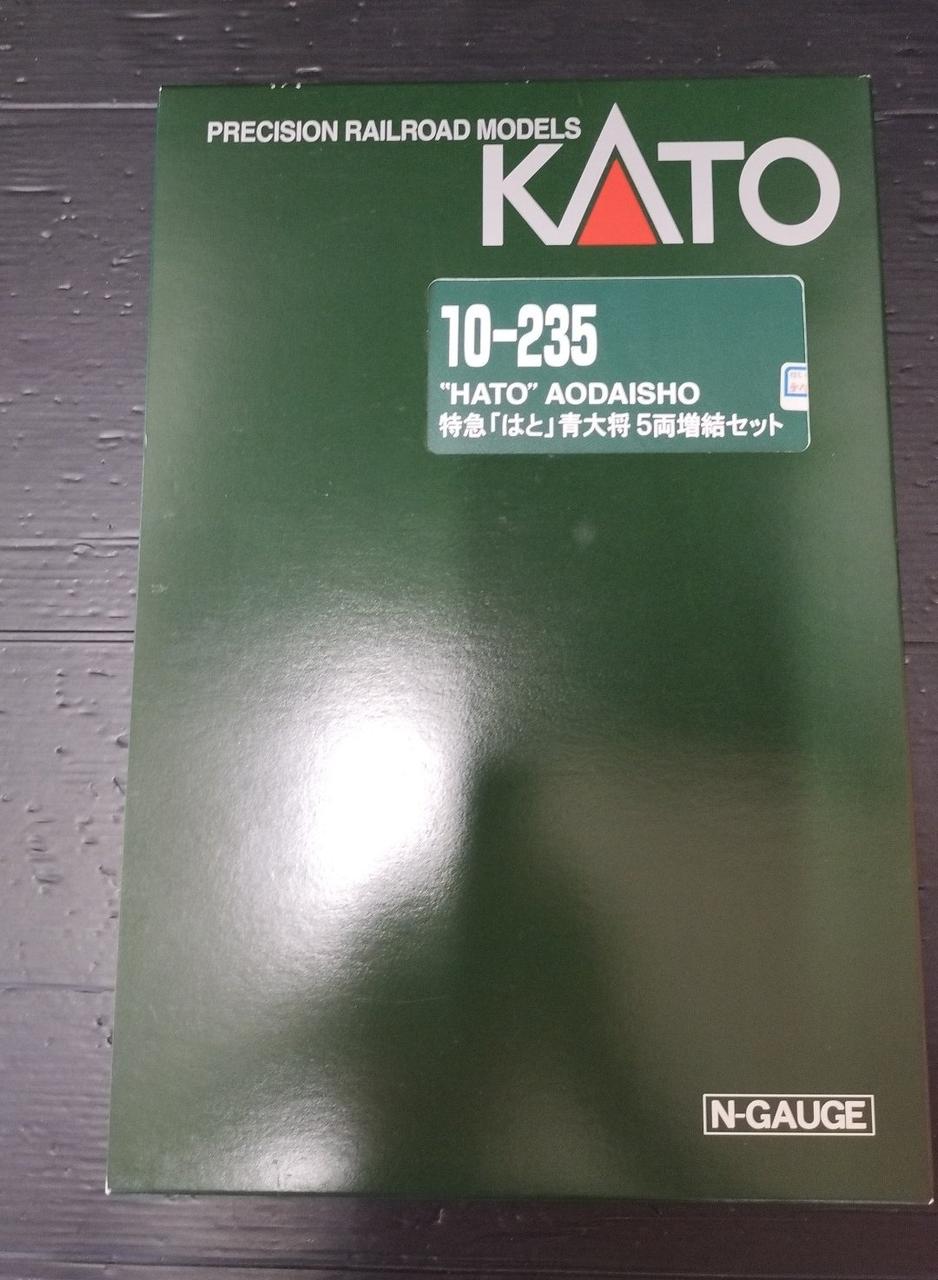 PRECISION RAILROAD MODELS
KATO
10-235
"HATO" AODAISHO
特急「はと」青大将 5両増結セット
N-GAUGE